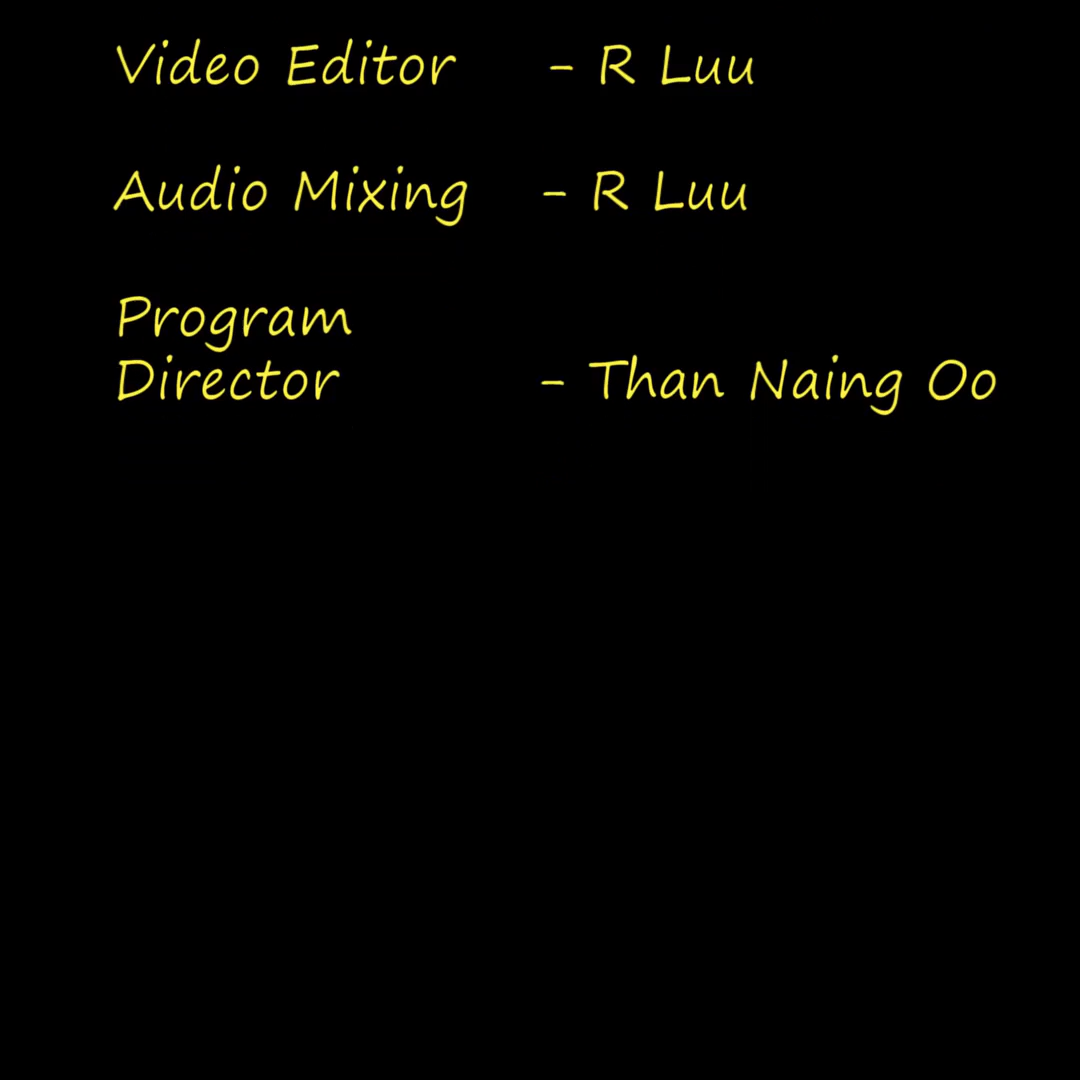 Video Editor - R Luu
Audio Mixing - R Luu
Program
Director - Than Naing Oo